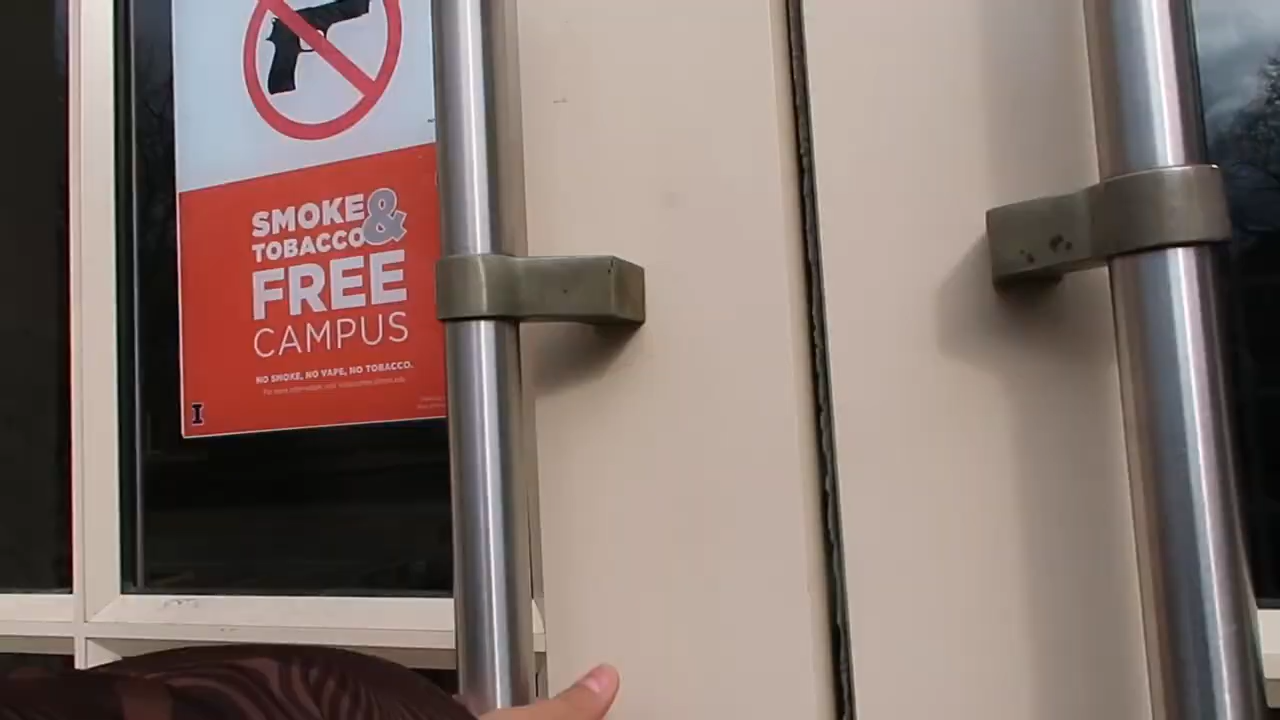 SMOKE &
TOBACCO
FREE
CAMPUS
NO SMOKE, NO VAPE, NO TOBACCO.
I